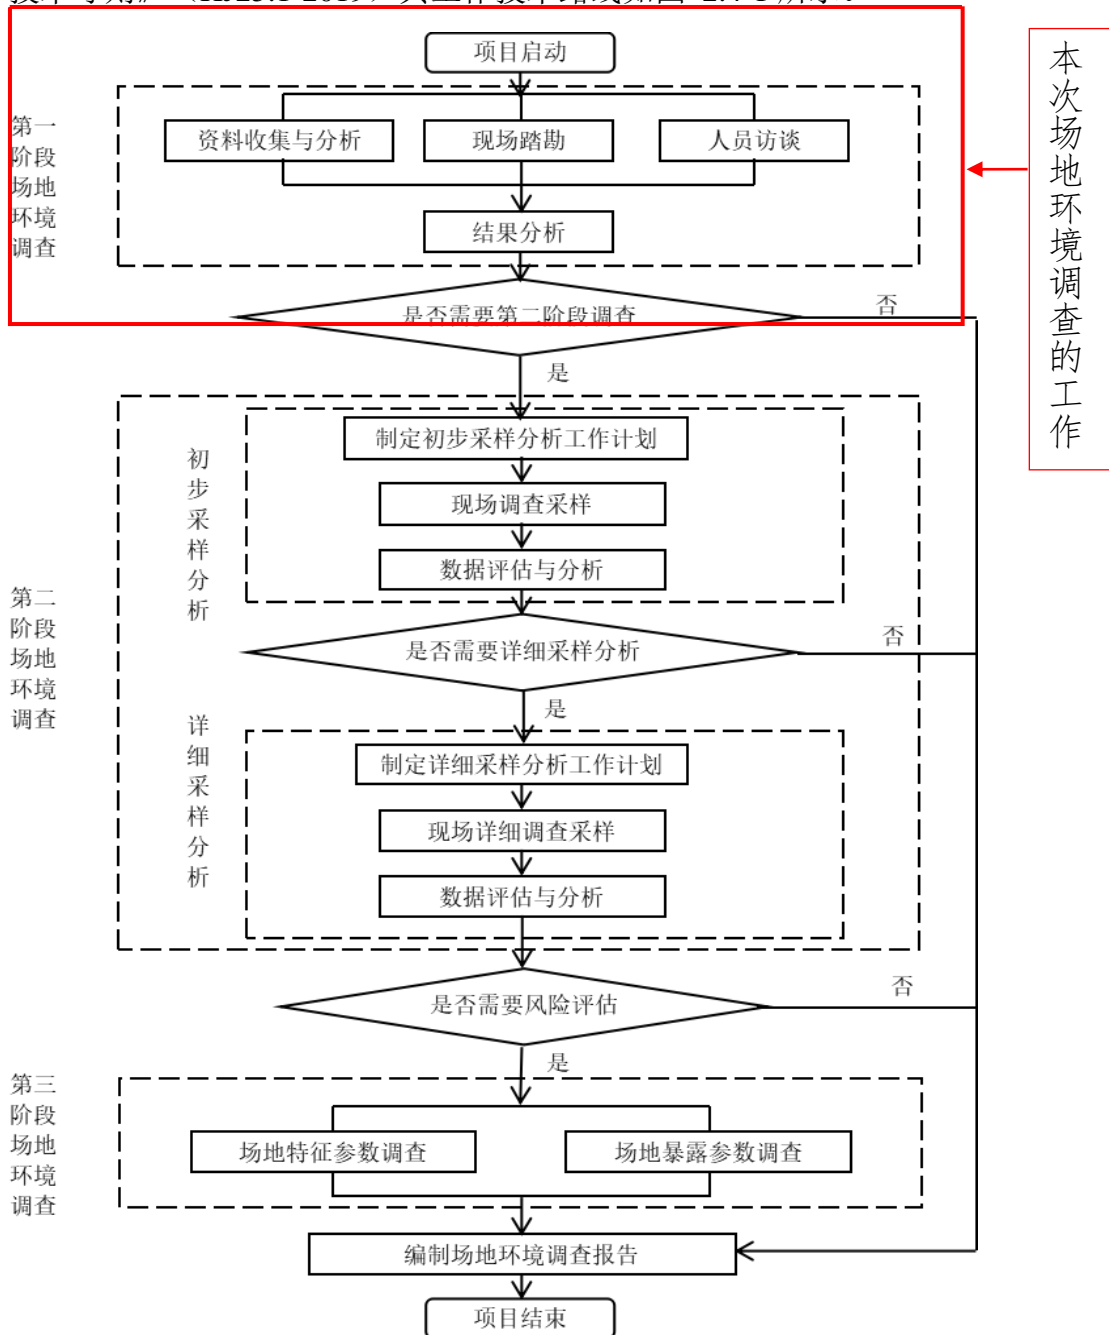 项目启动
本次场地环境调查的工作
第一
阶段
场地
环境
调查
资料收集与分析
现场踏勘
人员访谈
结果分析
是否需要第二阶段调查
否
是
初步采样分析
制定初步采样分析工作计划
现场调查采样
数据评估与分析
第二
阶段
场地
环境
调查
是否需要详细采样分析
否
是
详细采样分析
制定详细采样分析工作计划
现场详细调查采样
数据评估与分析
是否需要风险评估
否
是
第三
阶段
场地
环境
调查
场地特征参数调查
场地暴露参数调查
编制场地环境调查报告
项目结束